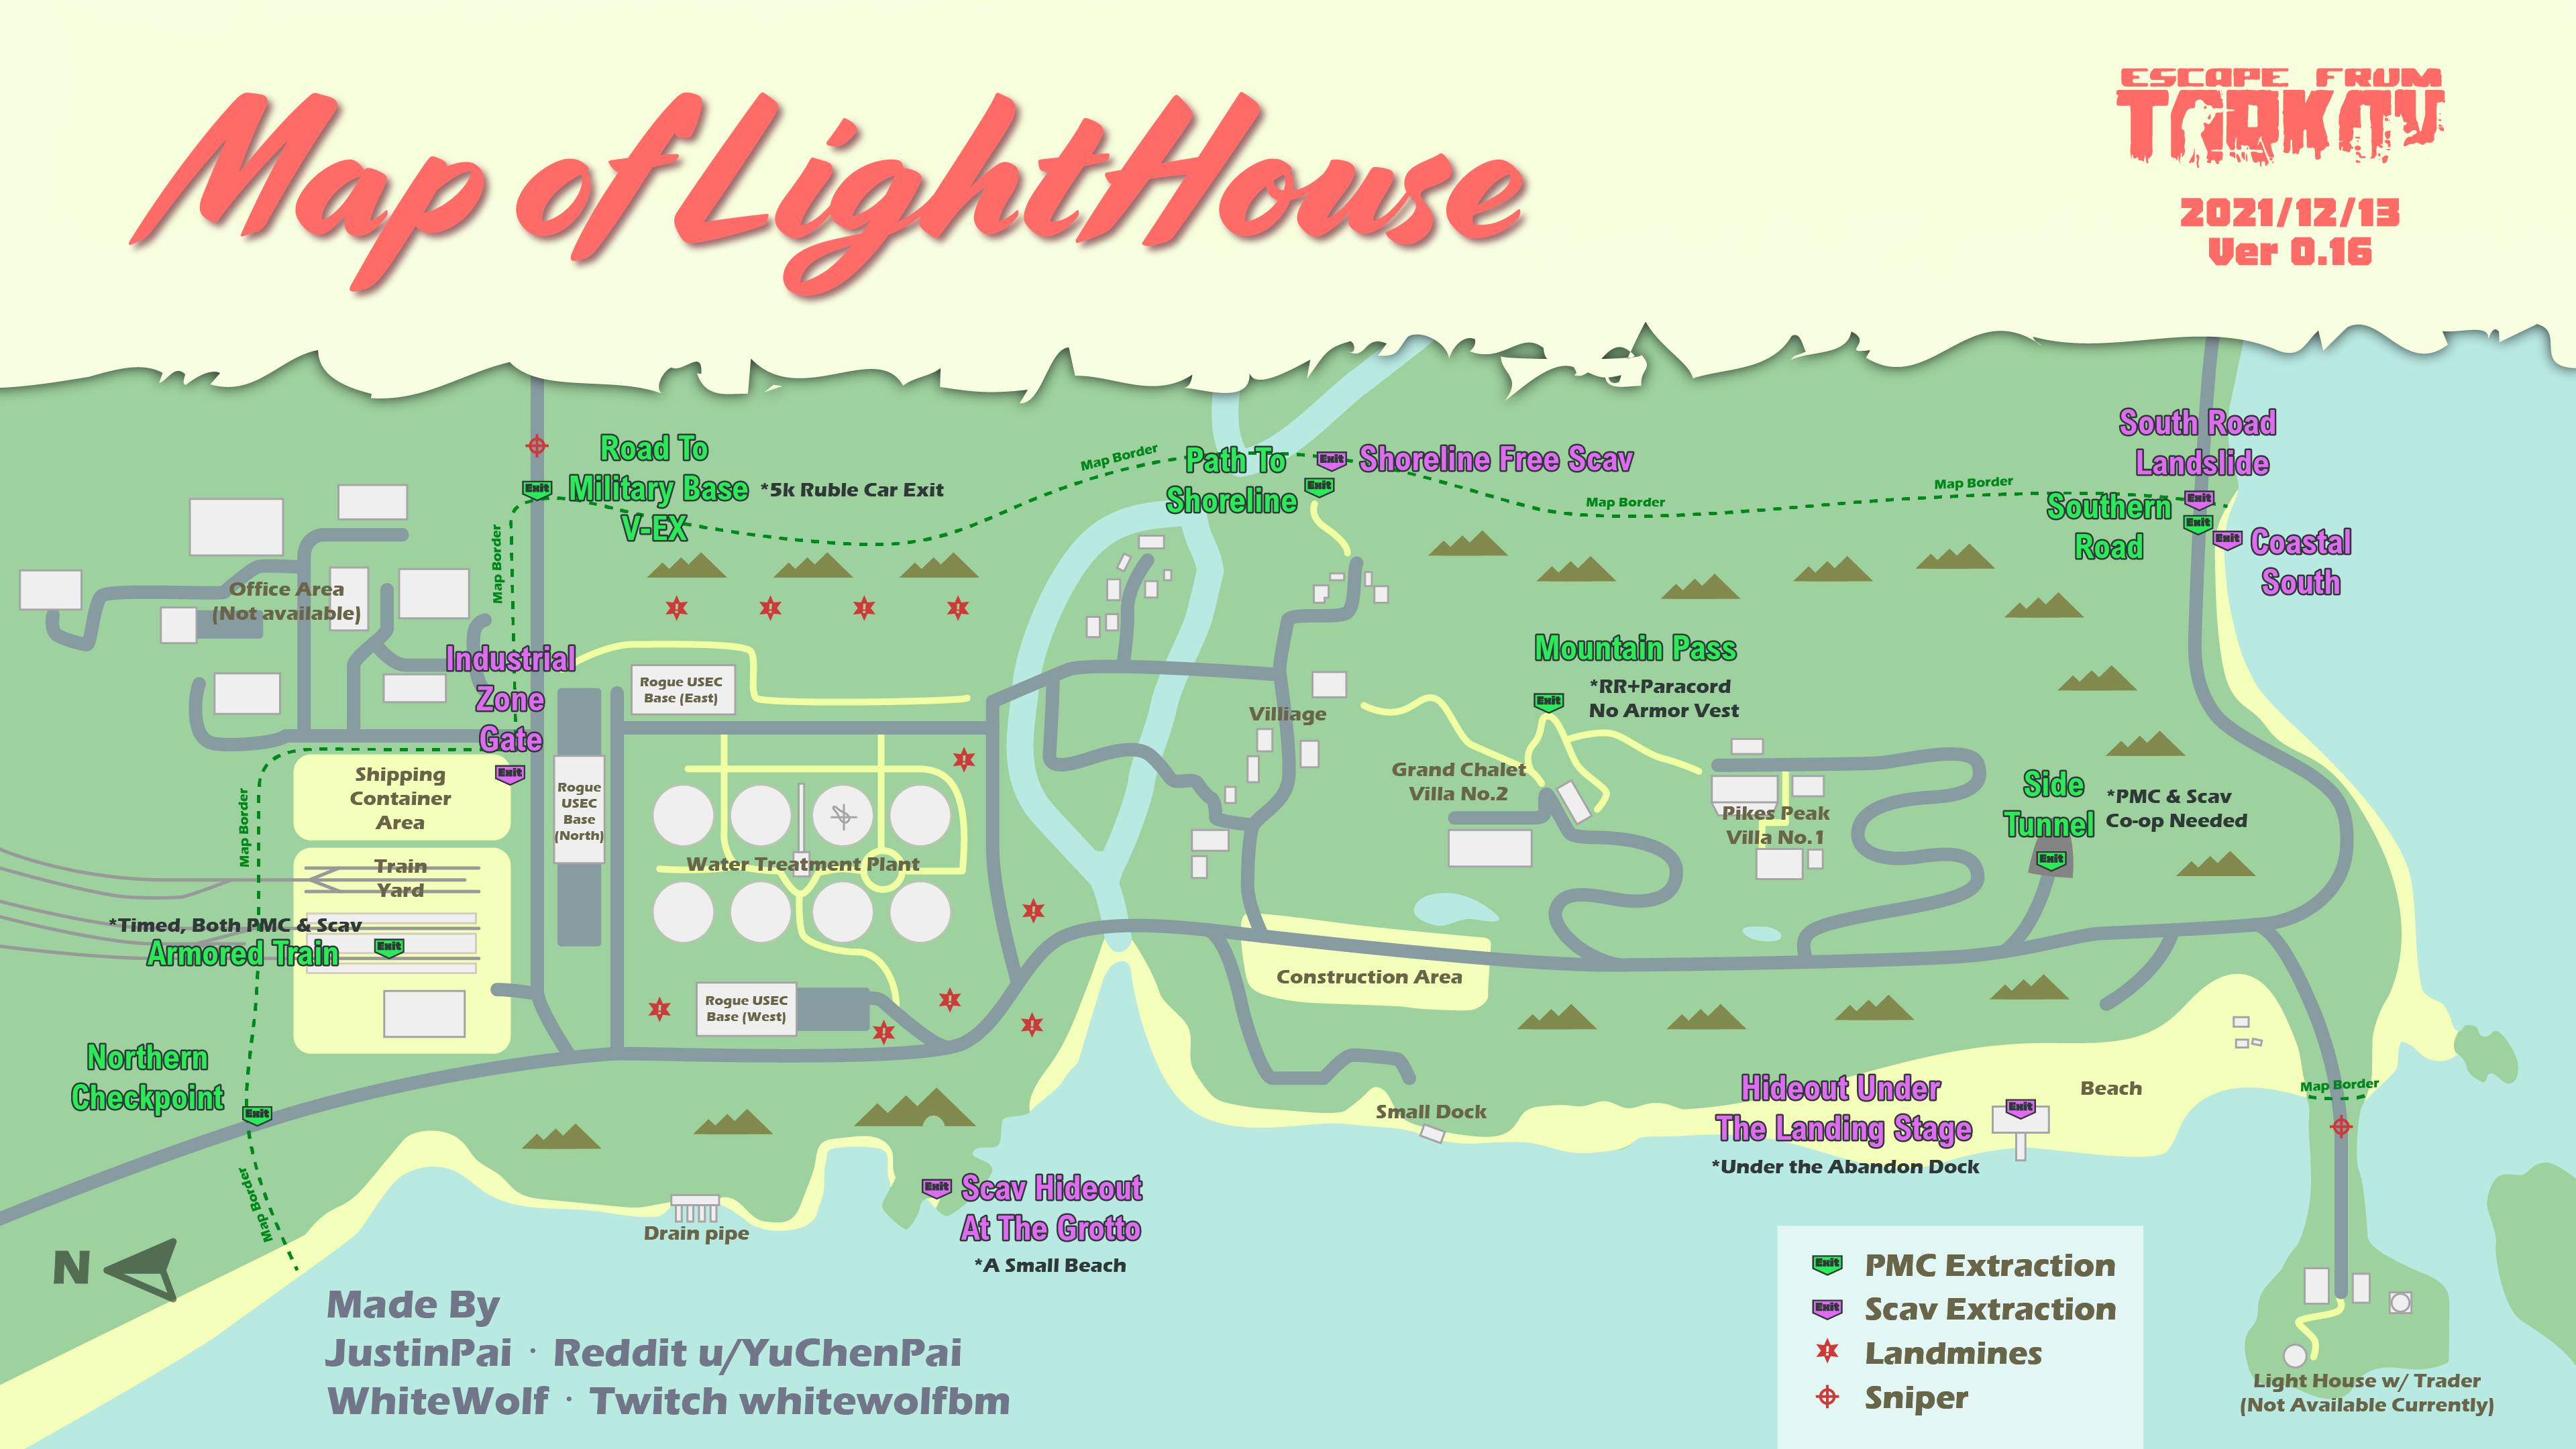 Map of LightHouse
ESCAPE FROM
TARKOV
2021/12/13
Ver 0.16
Road To
Military Base
V-EX
*5k Ruble Car Exit
Exit
Map Border
Map Border
Path To
Shoreline
Exit
Shoreline Free Scav
Exit
Map Border
Map Border
South Road
Landslide
Exit
Southern
Road
Exit
Exit
Coastal
South
Office Area
(Not available)
Industrial
Zone
Gate
Exit
Rogue USEC
Base (East)
Mountain Pass
*RR+Paracord
No Armor Vest
Exit
Villiage
Shipping
Container
Area
Map Border
Rogue
USEC
Base
(North)
Grand Chalet
Villa No.2
Pikes Peak
Villa No.1
Side
Tunnel
*PMC & Scav
Co-op Needed
Exit
Train
Yard
Water Treatment Plant
*Timed, Both PMC & Scav
Armored Train
Exit
Construction Area
Rogue USEC
Base (West)
Northern
Checkpoint
Exit
Map Border
Small Dock
Hideout Under
The Landing Stage
*Under the Abandon Dock
Exit
Beach
Map Border
Drain pipe
Exit
Scav Hideout
At The Grotto
*A Small Beach
N
Made By
JustinPai · Reddit u/YuChenPai
WhiteWolf · Twitch whitewolfbm
Exit PMC Extraction
Exit Scav Extraction
! Landmines
Sniper
Light House w/ Trader
(Not Available Currently)